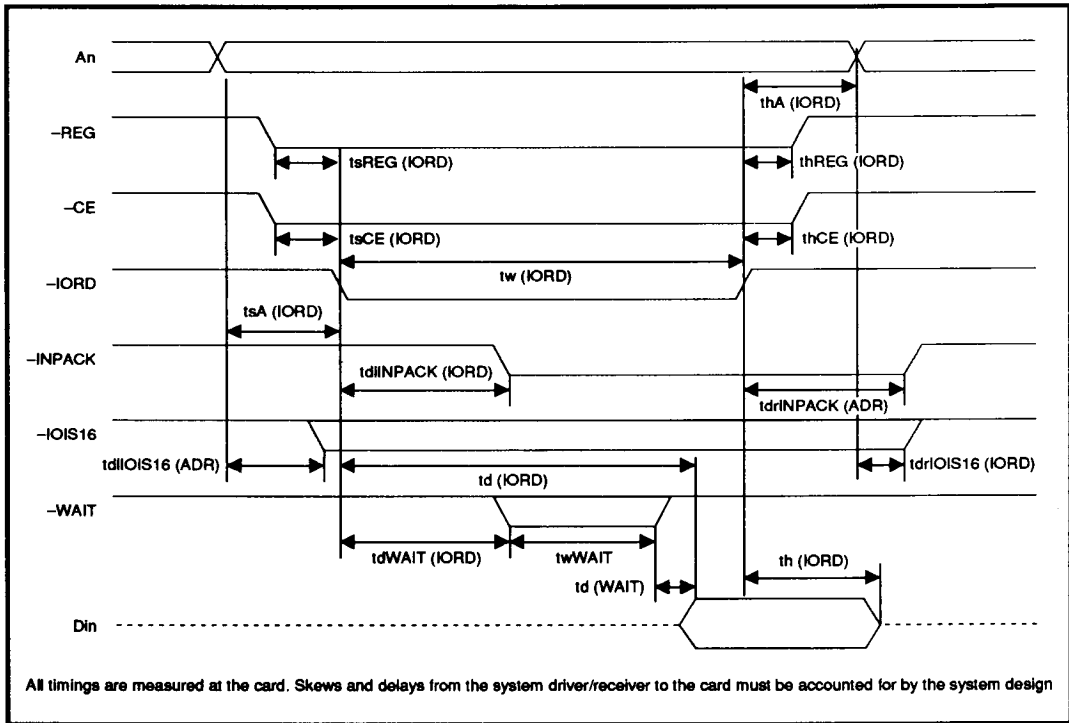 An
thA (IORD)
–REG
tsREG (IORD)
thREG (IORD)
–CE
tsCE (IORD)
thCE (IORD)
tw (IORD)
–IORD
tsA (IORD)
–INPACK
tdiINPACK (IORD)
tdrINPACK (ADR)
–IOIS16
tdiIOIS16 (ADR)
tdrIOIS16 (IORD)
td (IORD)
–WAIT
tdWAIT (IORD)
twWAIT
th (IORD)
td (WAIT)
Din
All timings are measured at the card. Skews and delays from the system driver/receiver to the card must be accounted for by the system design